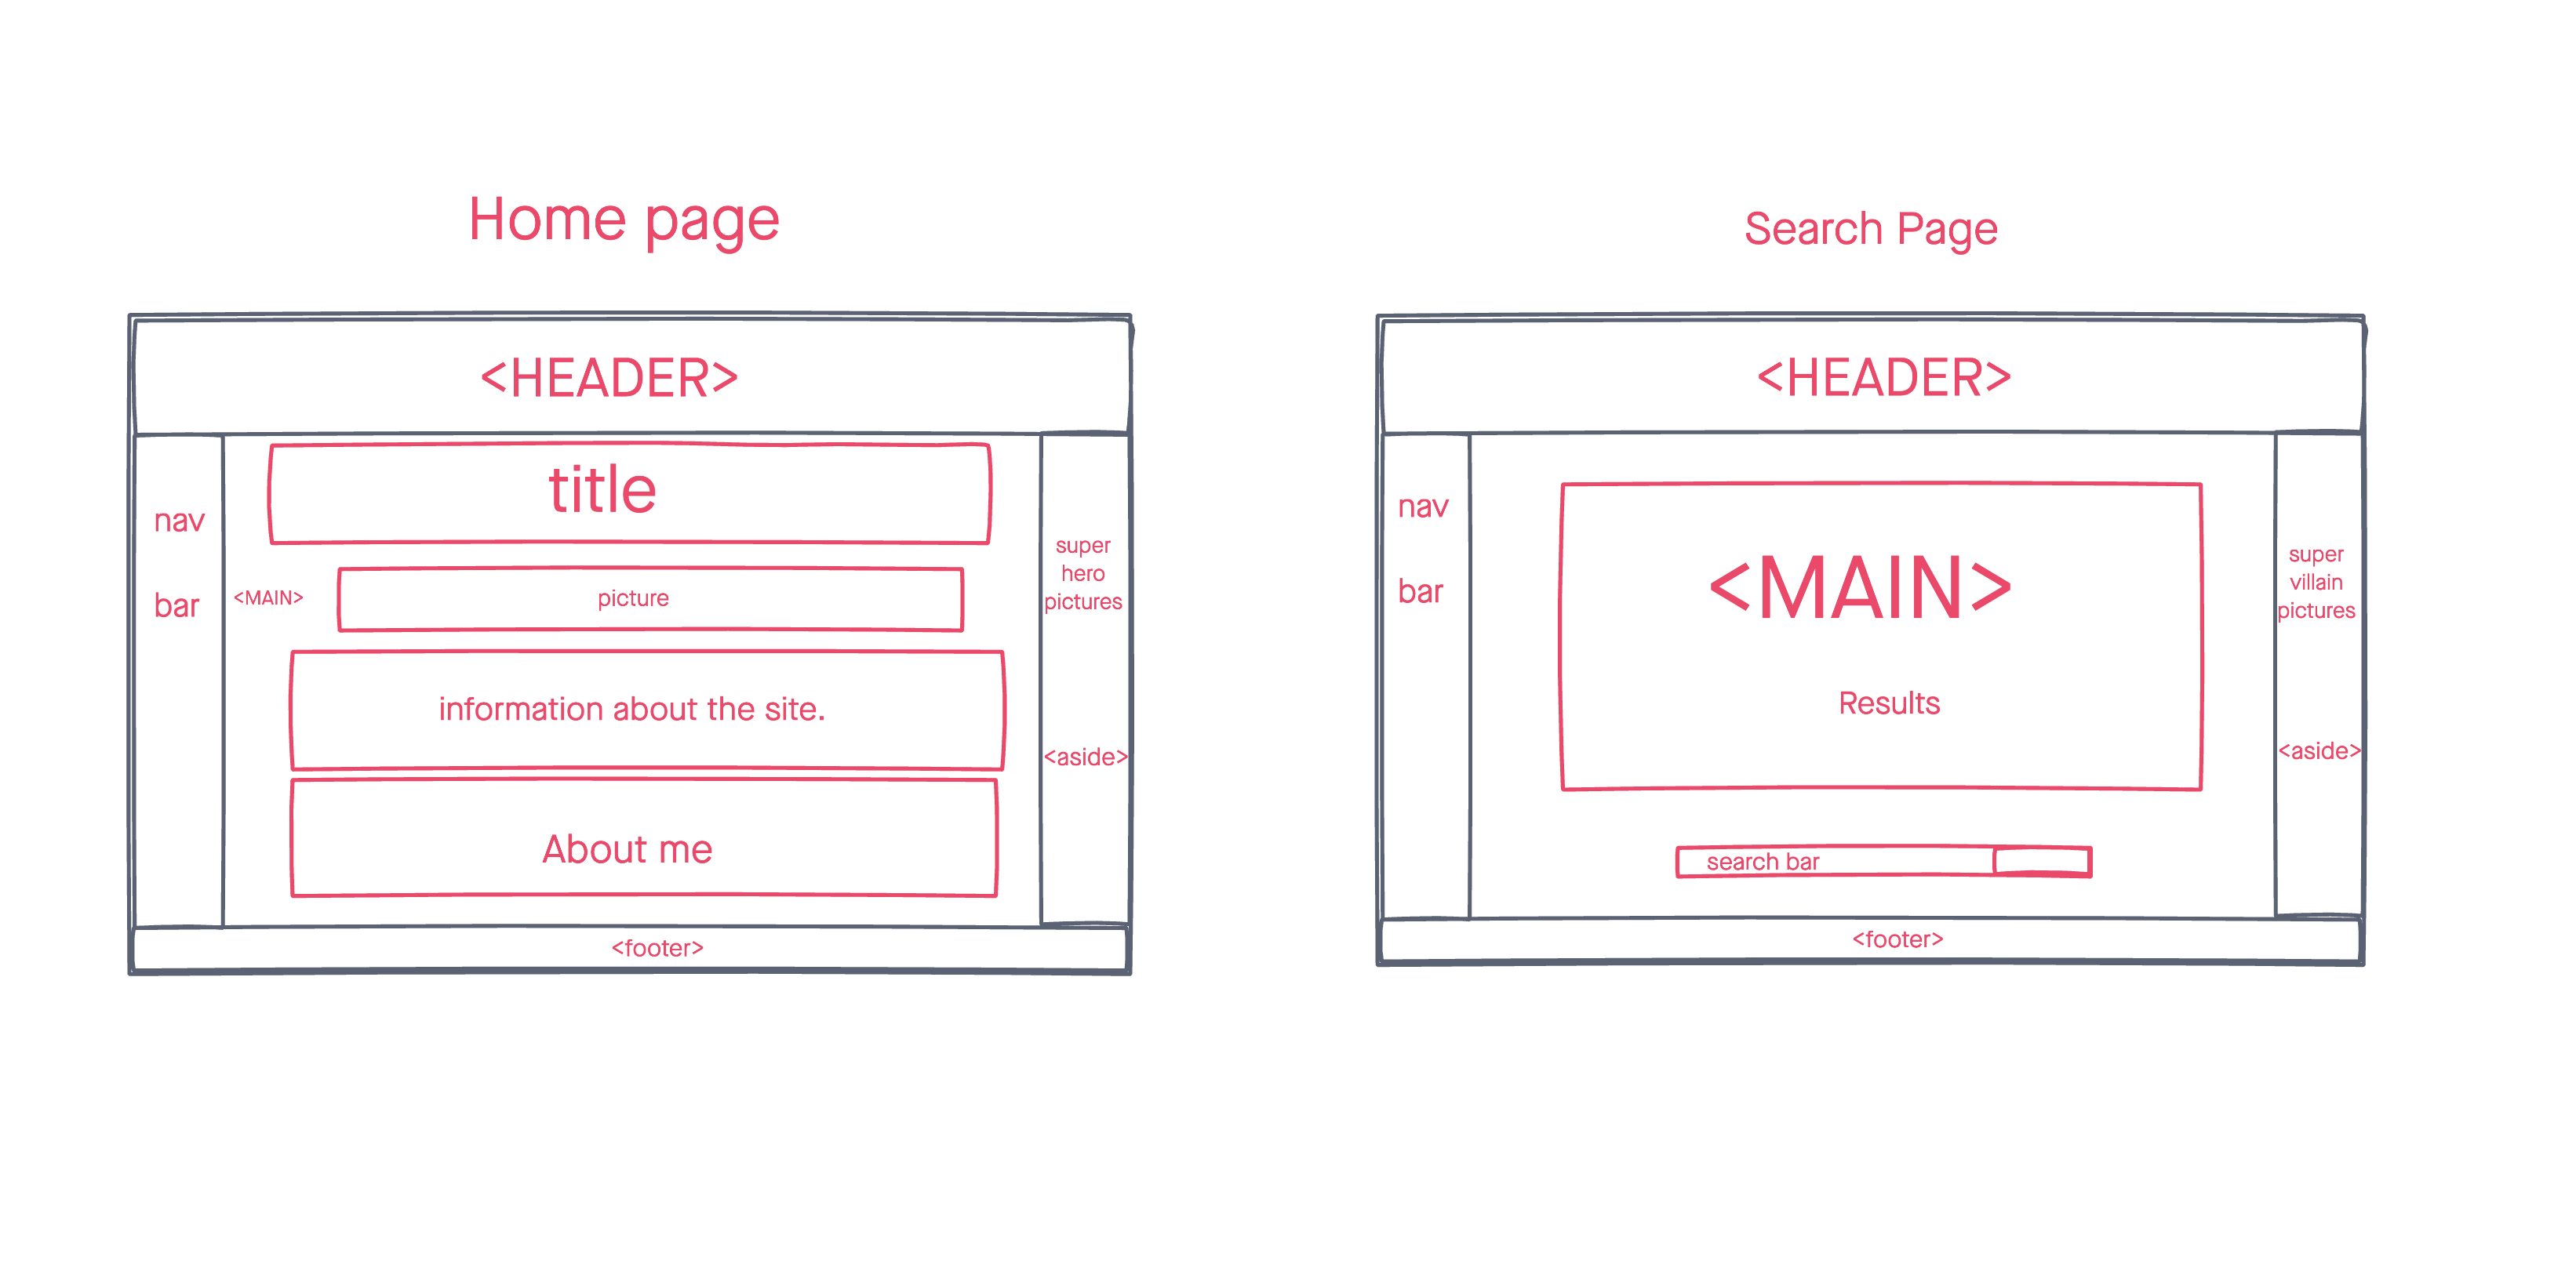 Home page
<HEADER>
title
nav
bar
<MAIN>
picture
information about the site.
About me
super
hero
pictures
<aside>
<footer>
Search Page
<HEADER>
nav
bar
<MAIN>
Results
search bar
super
villain
pictures
<aside>
<footer>